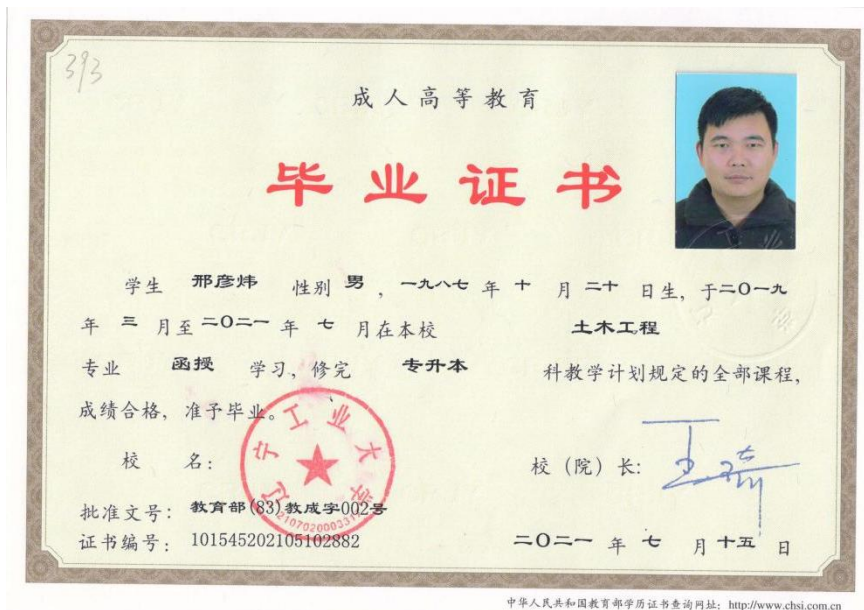 393
成人高等教育
毕业证书
学生 邢彦炜 性别 男 ，一九八七 年 十 月 二十 日生，于二〇一九
年 三 月至 二〇二一 年 七 月在本校 土木工程
专业 函授 学习，修完 专升本 科教学计划规定的全部课程，
成绩合格，准予毕业。
辽宁工业大学
校 名： 校（院）长：
批准文号：教育部(83)教成字002号
证书编号：101545202105102882 二〇二一 年 七 月 十五 日
中华人民共和国教育部学历证书查询网址：http://www.chsi.com.cn